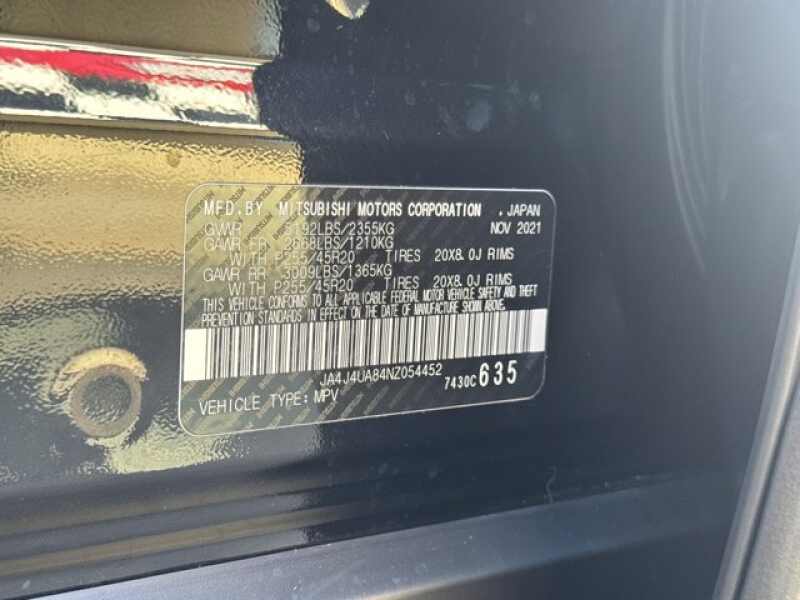 MFD. BY MITSUBISHI MOTORS CORPORATION , JAPAN
GVWR 5192LBS/2355KG NOV 2021
GAWR FR 2668LBS/1210KG
WITH P255/45R20 TIRES 20X8.0J RIMS
GAWR RR 3009LBS/1365KG
WITH P255/45R20 TIRES 20X8.0J RIMS
THIS VEHICLE CONFORMS TO ALL APPLICABLE FEDERAL MOTOR VEHICLE SAFETY AND THEFT
PREVENTION STANDARDS IN EFFECT ON THE DATE OF MANUFACTURE SHOWN ABOVE.
JA4J4UA84NZ054452
7430C635
VEHICLE TYPE: MPV